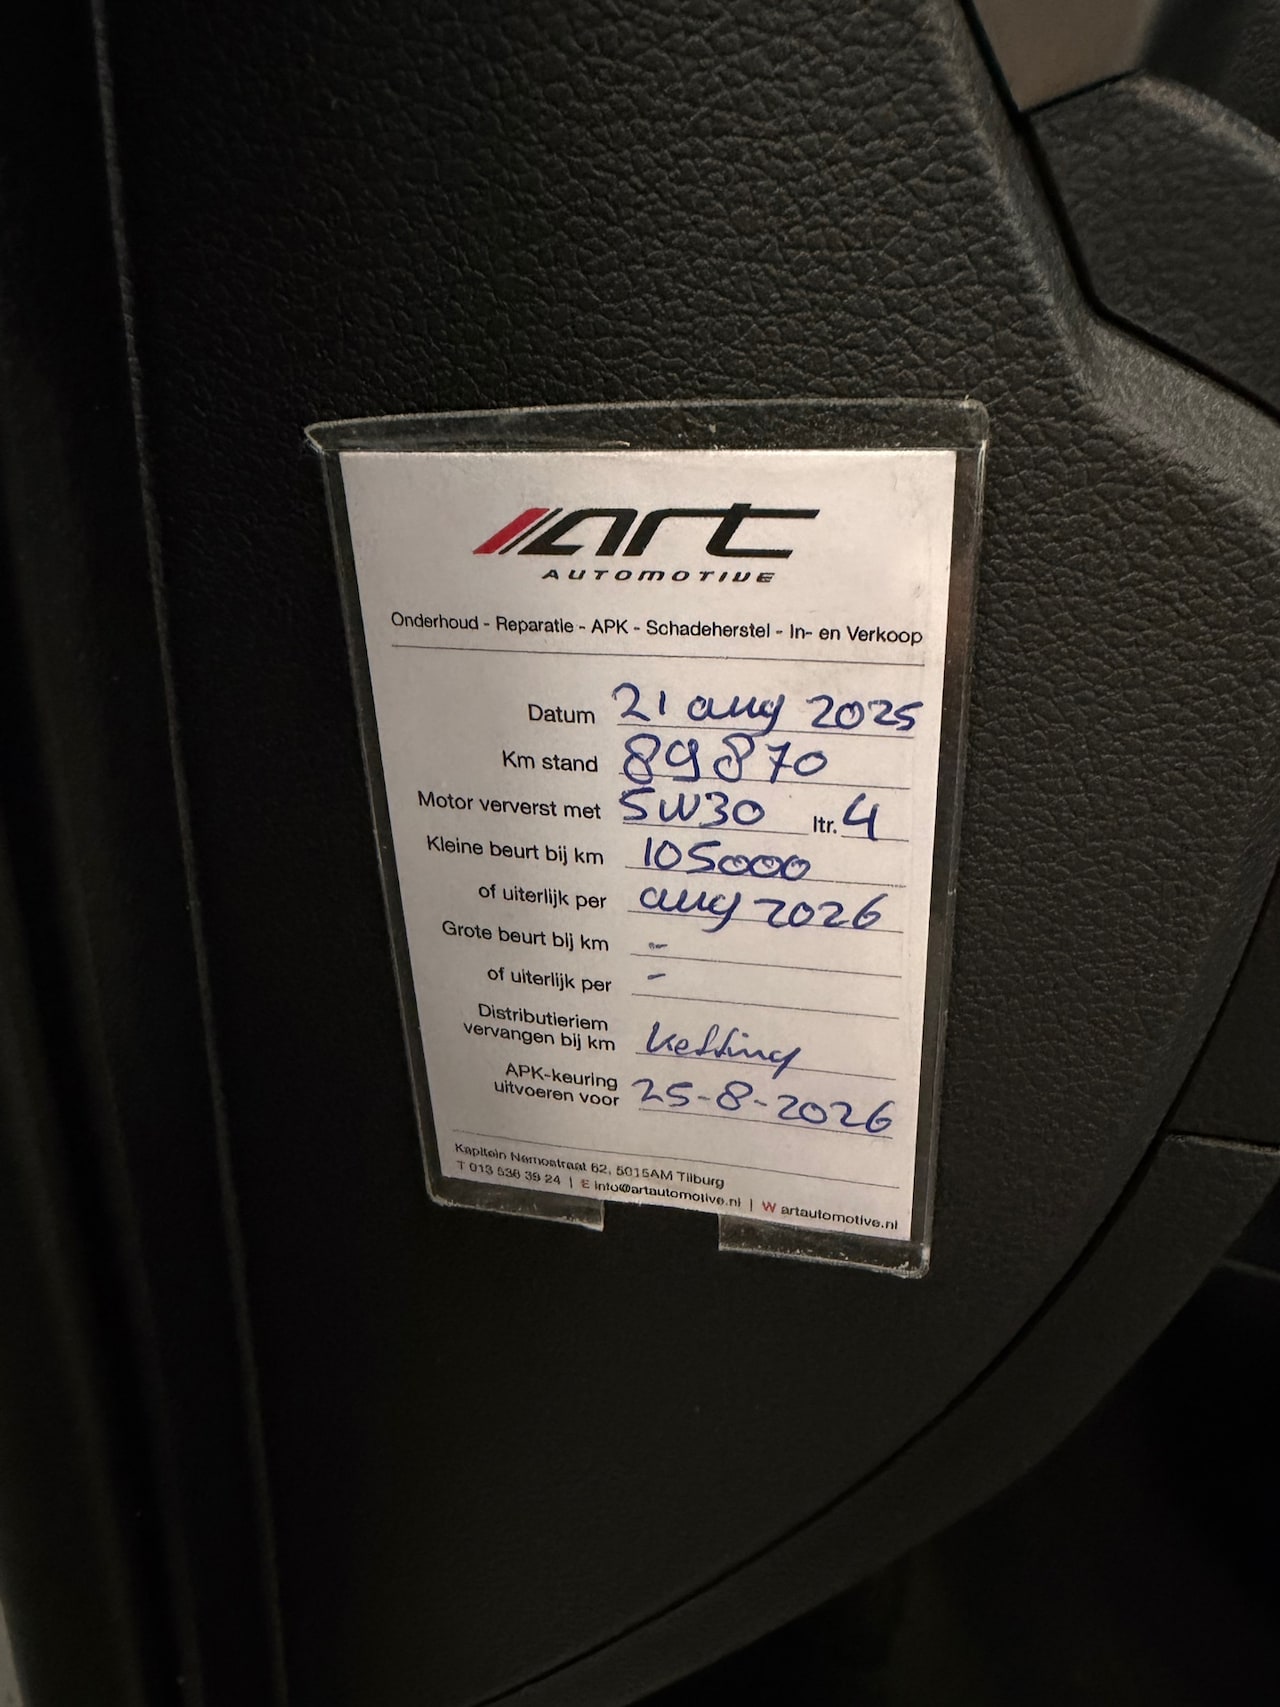 art
AUTOMOTIVE
Onderhoud - Reparatie - APK - Schadeherstel - In- en Verkoop
Datum 21 aug 2025
Km stand 89870
Motor ververst met 5W30 ltr. 4
Kleine beurt bij km 105000
of uiterlijk per aug 2026
Grote beurt bij km -
of uiterlijk per -
Distributieriem
vervangen bij km ketting
APK-keuring
uitvoeren voor 25-8-2026
Kapitein Nemostraat 62, 5015AM Tilburg
T 013 536 39 24 | E info@artautomotive.nl | W artautomotive.nl